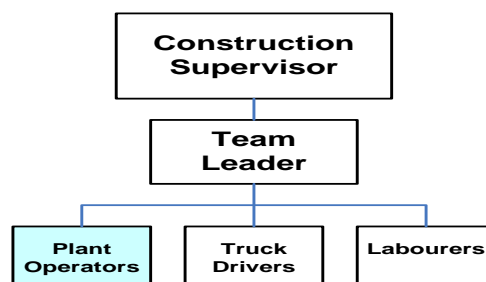 Construction
Supervisor
Team
Leader
Plant
Operators
Truck
Drivers
Labourers